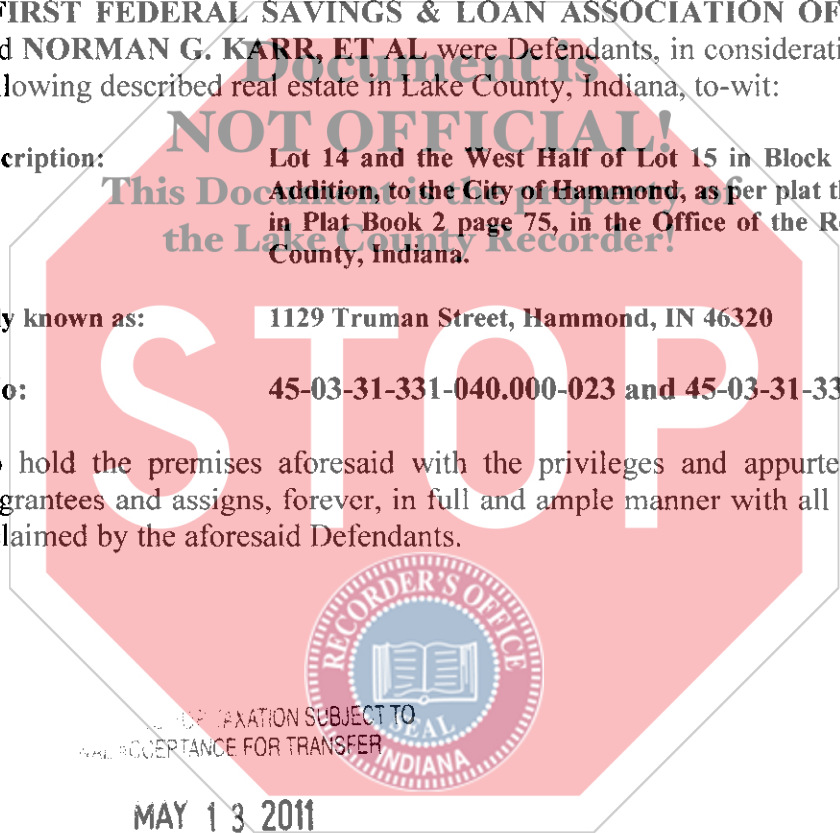 FIRST FEDERAL SAVINGS & LOAN ASSOCIATION OF
d NORMAN G. KARR, ET AL were Defendants, in considerati
llowing described real estate in Lake County, Indiana, to-wit:
Document is
NOT OFFICIAL!
This Document is the property of
the Lake County Recorder!
cription: Lot 14 and the West Half of Lot 15 in Block
Addition, to the City of Hammond, as per plat t
in Plat Book 2 page 75, in the Office of the R
County, Indiana.
y known as: 1129 Truman Street, Hammond, IN 46320
STOP
o: 45-03-31-331-040.000-023 and 45-03-31-33
hold the premises aforesaid with the privileges and appurte
grantees and assigns, forever, in full and ample manner with all
laimed by the aforesaid Defendants.
RECORDER'S OFFICE
SEAL
INDIANA
TAXATION SUBJECT TO
ACCEPTANCE FOR TRANSFER
MAY 13 2011